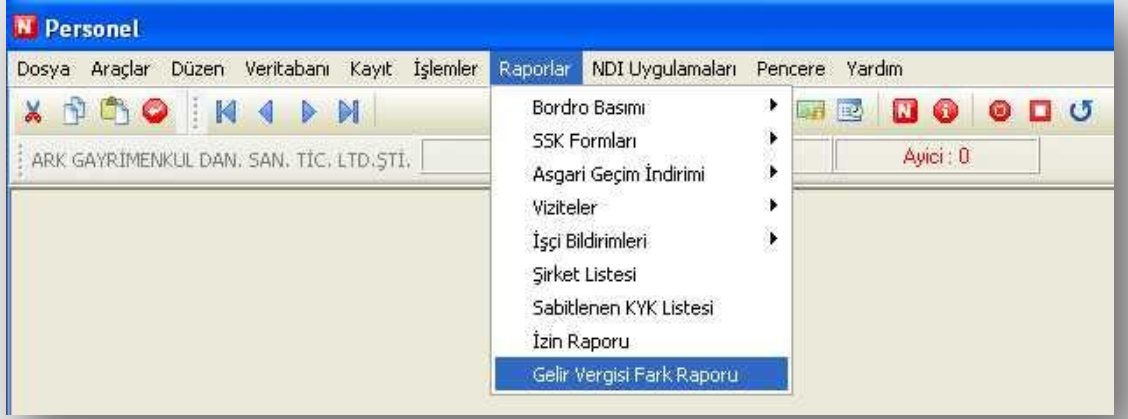 Personel
Dosya Araçlar Düzen Veritabanı Kayıt İşlemler Raporlar NDI Uygulamaları Pencere Yardım
ARK GAYRİMENKUL DAN. SAN. TİC. LTD.ŞTİ.
Ayici : 0
Bordro Basımı
SSK Formları
Asgari Geçim İndirimi
Viziteler
İşçi Bildirimleri
Şirket Listesi
Sabitlenen KYK Listesi
İzin Raporu
Gelir Vergisi Fark Raporu